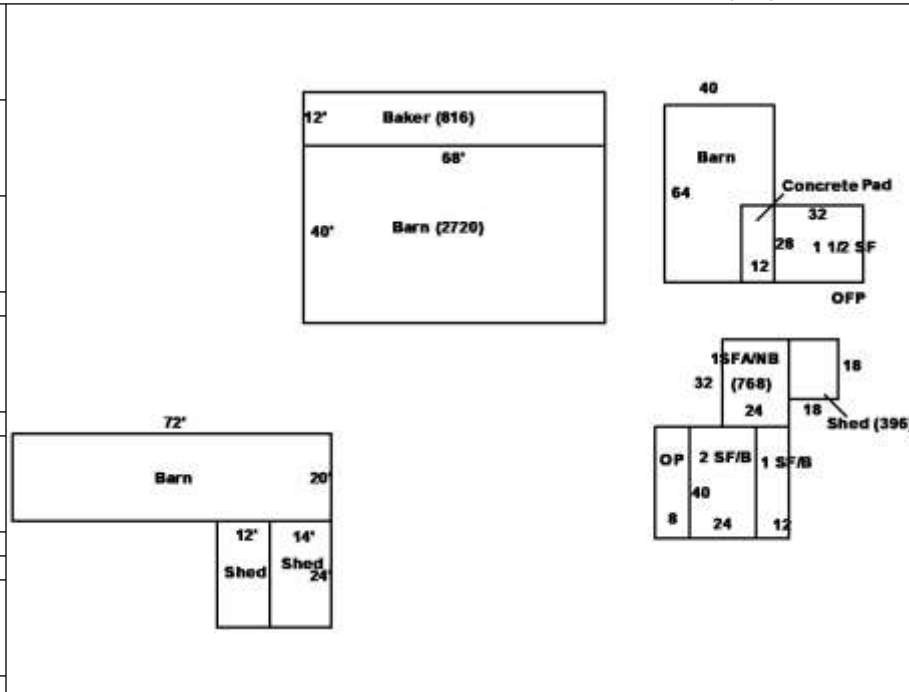 12'
Baker (816)
68'
40'
Barn (2720)
40
Barn
64
Concrete Pad
32
28
1 1/2 SF
12
OFP
1SFA/NB
(768)
32
24
18
18
Shed (396)
OP
2 SF/B
1 SF/B
40
8
24
12
72'
Barn
20'
12'
14'
Shed
Shed
24'